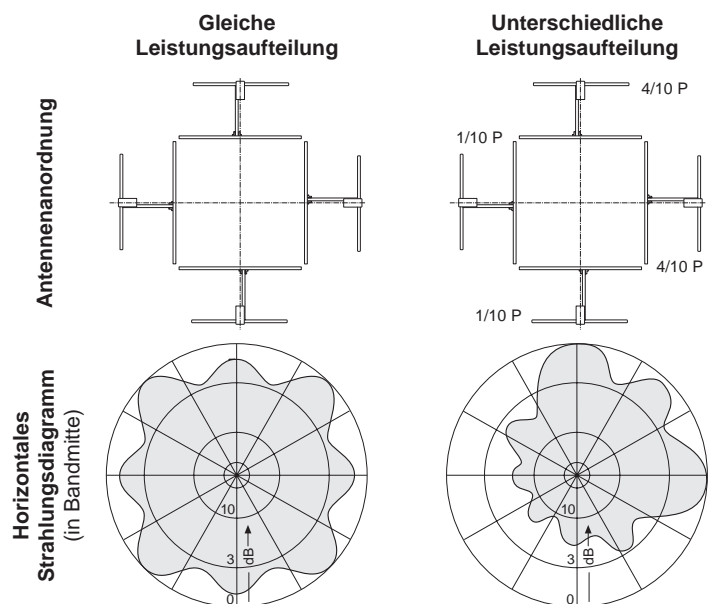 Gleiche
Leistungsaufteilung
Unterschiedliche
Leistungsaufteilung
Antennenanordnung
4/10 P
1/10 P
4/10 P
1/10 P
Horizontales
Strahlungsdiagramm
(in Bandmitte)
10
3
0
dB
10
3
0
dB